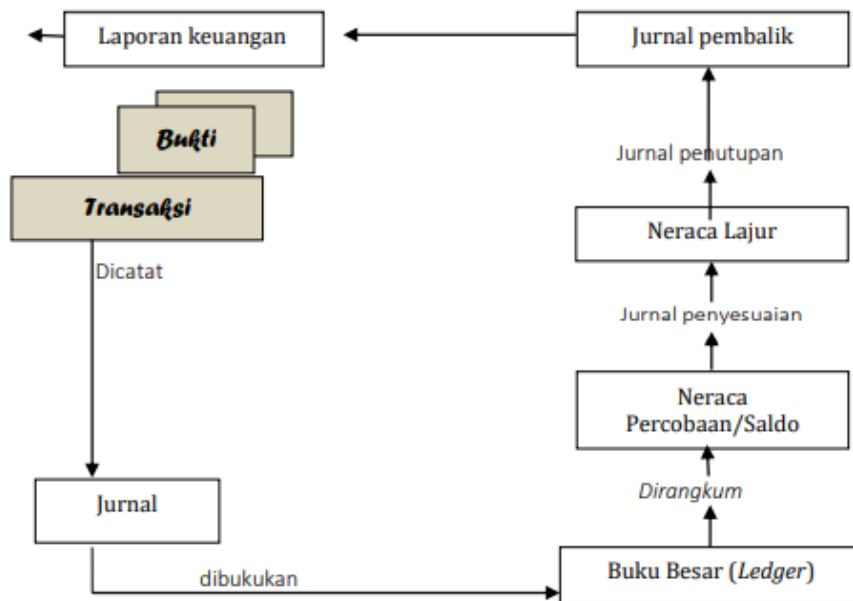 Laporan keuangan
Jurnal pembalik
Bukti
Transaksi
Dicatat
Jurnal penutupan
Neraca Lajur
Jurnal penyesuaian
Neraca
Percobaan/Saldo
Dirangkum
Jurnal
dibukukan
Buku Besar (Ledger)